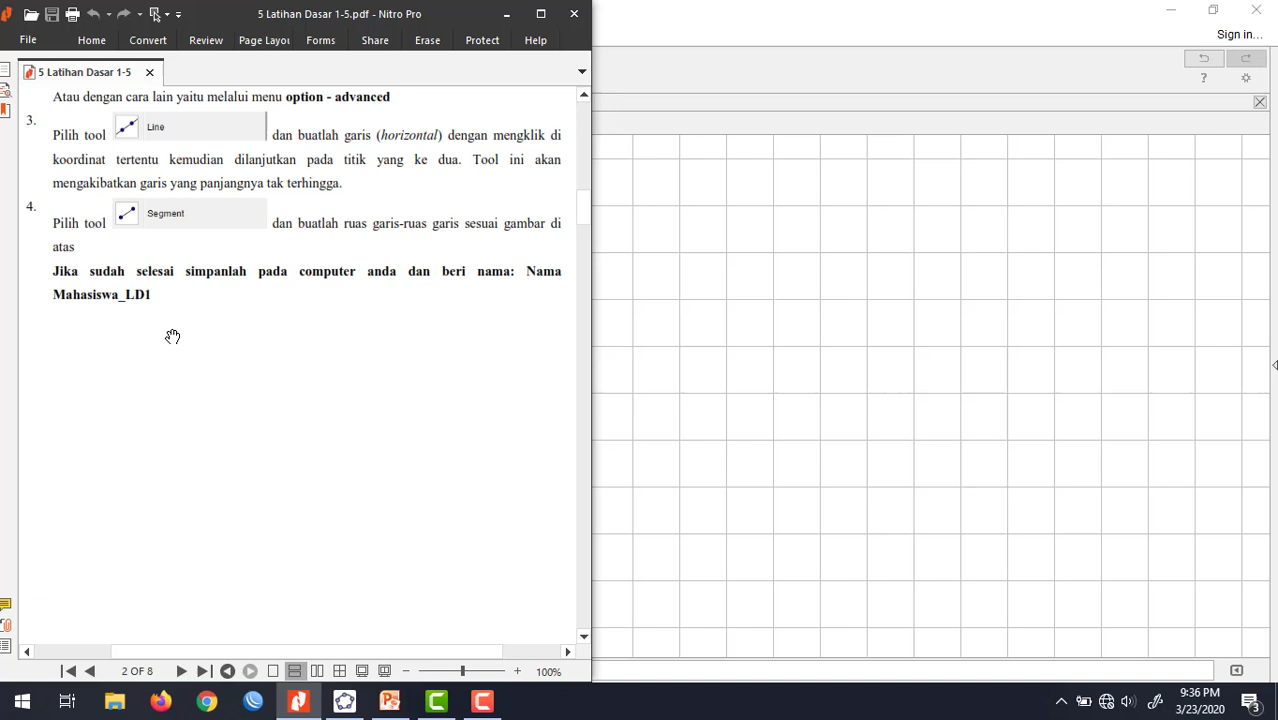 5 Latihan Dasar 1-5.pdf - Nitro Pro
Sign in...
File Home Convert Review Page Layou Forms Share Erase Protect Help
5 Latihan Dasar 1-5
?
Atau dengan cara lain yaitu melalui menu option - advanced
3.
Pilih tool Line dan buatlah garis (horizontal) dengan mengklik di
koordinat tertentu kemudian dilanjutkan pada titik yang ke dua. Tool ini akan
mengakibatkan garis yang panjangnya tak terhingga.
4.
Pilih tool Segment dan buatlah ruas garis-ruas garis sesuai gambar di
atas
Jika sudah selesai simpanlah pada computer anda dan beri nama: Nama
Mahasiswa_LD1
2 OF 8
100%
9:36 PM
3/23/2020
3